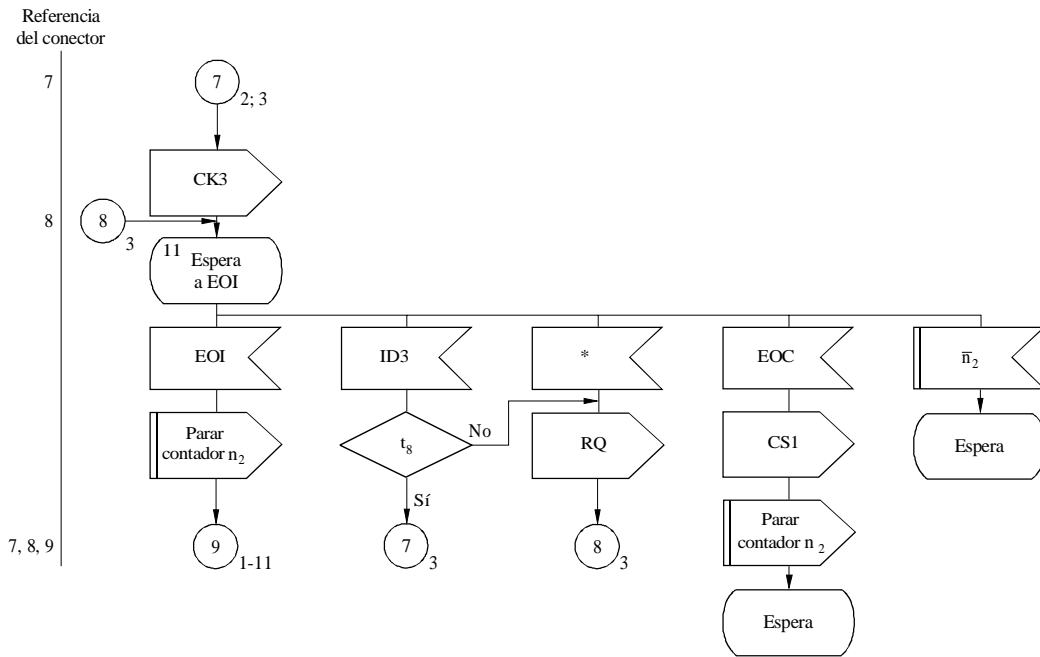 Referencia
del conector
7
7
2; 3
CK3
8
8
3
11
Espera
a EOI
EOI
ID3
*
EOC
n̅2
Parar
contador n2
t8
No
RQ
CS1
Espera
Sí
7, 8, 9
9
1-11
7
3
8
3
Parar
contador n 2
Espera